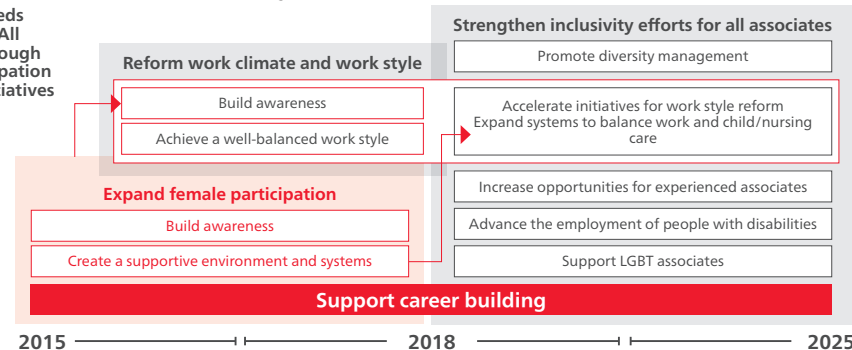 eds
All
ough
pation
iatives
Strengthen inclusivity efforts for all associates
Promote diversity management
Reform work climate and work style
Build awareness
Achieve a well-balanced work style
Accelerate initiatives for work style reform
Expand systems to balance work and child/nursing
care
Expand female participation
Build awareness
Create a supportive environment and systems
Increase opportunities for experienced associates
Advance the employment of people with disabilities
Support LGBT associates
Support career building
2015
2018
2025